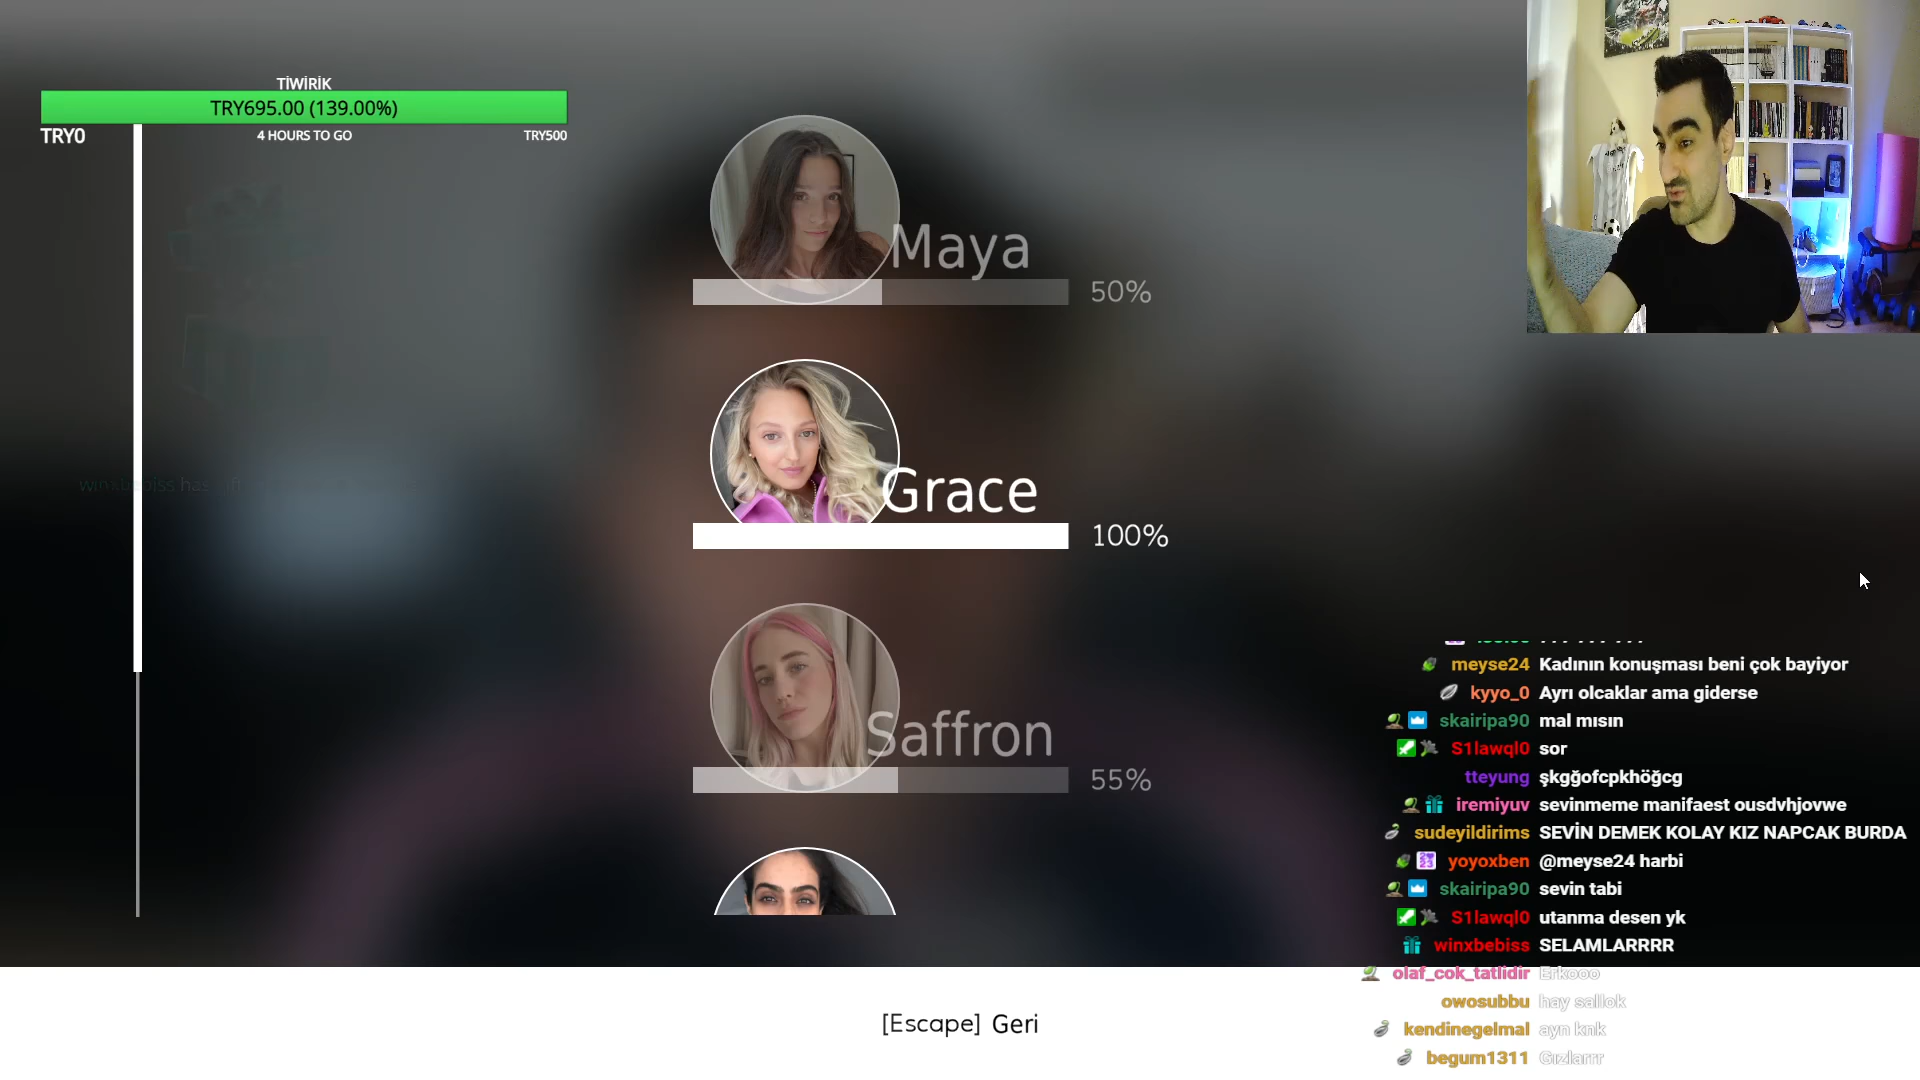 TİWİRİK
TRY695.00 (139.00%)
TRY0
4 HOURS TO GO
TRY500
Maya
50%
Grace
100%
Saffron
55%
meyse24 Kadının konuşması beni çok bayiyor
kyyo_0 Ayrı olcaklar ama giderse
skairipa90 mal mısın
S1lawql0 sor
tteyung şkgğofcpkhöğcg
iremiyuv sevinmeme manifaest ousdvhjovwe
sudeyildirims SEVİN DEMEK KOLAY KIZ NAPCAK BURDA
yoyoxben @meyse24 harbi
skairipa90 sevin tabi
S1lawql0 utanma desen yk
winxbebiss SELAMLARRRR
olaf_cok_tatlidir Erkooo
owosubbu hay sallok
kendinegelmal ayn knk
begum1311 Gızlarrr
[Escape] Geri